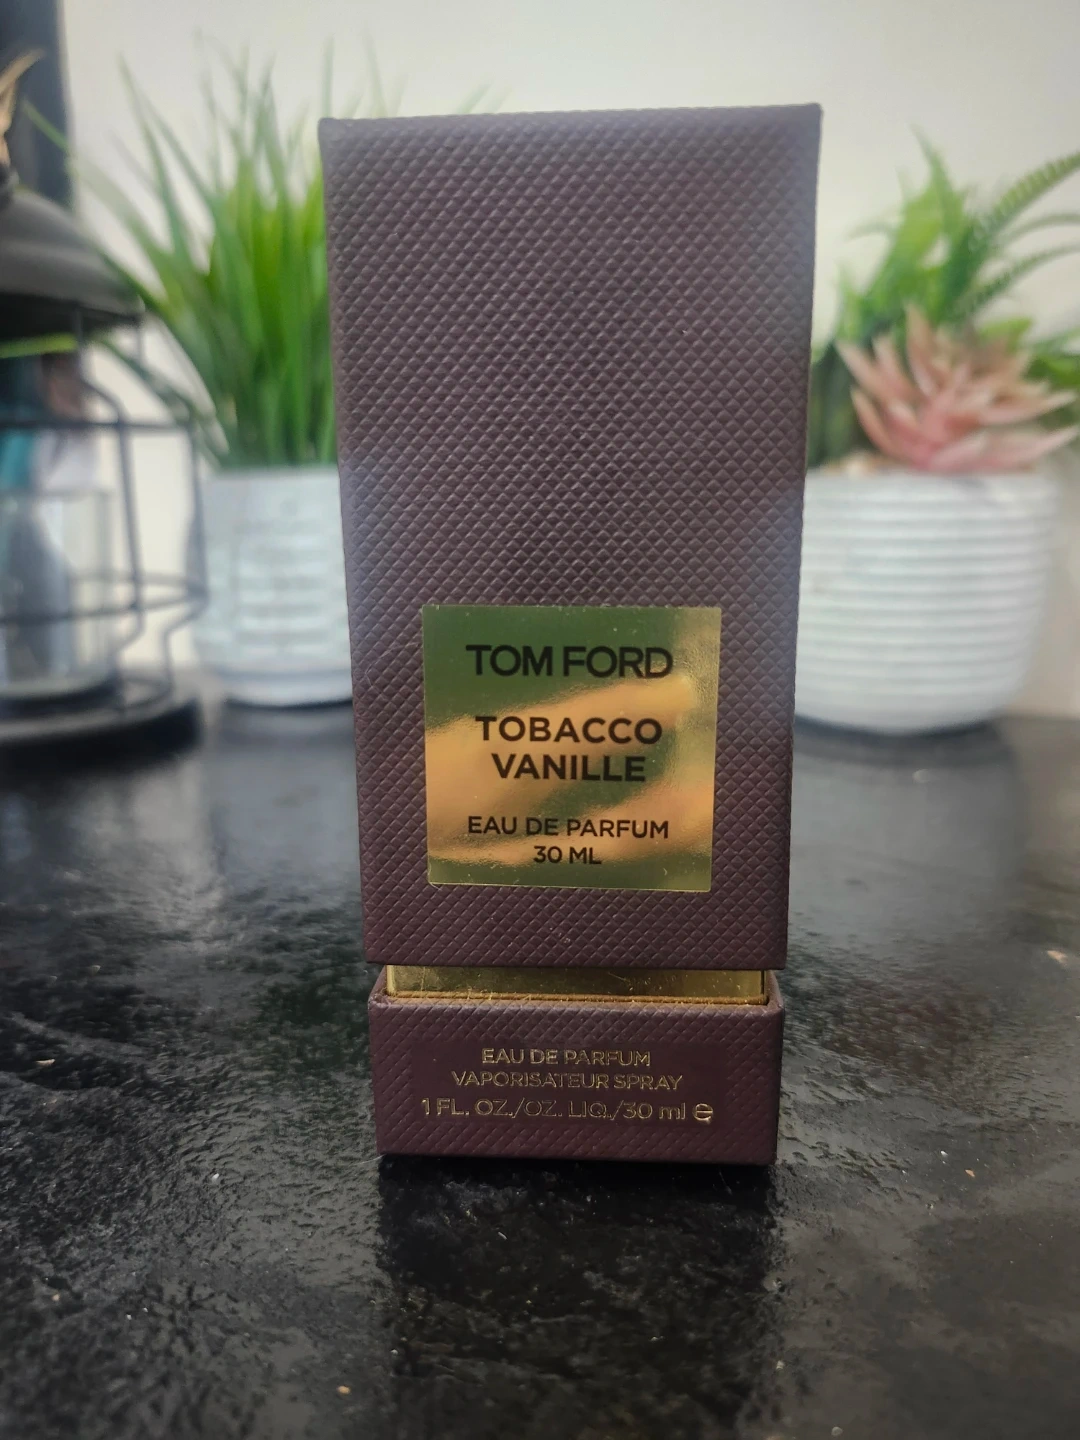 TOM FORD
TOBACCO
VANILLE
EAU DE PARFUM
30 ML
EAU DE PARFUM
VAPORISATEUR SPRAY
1 FL. OZ./OZ. LIQ./30 ml ℮